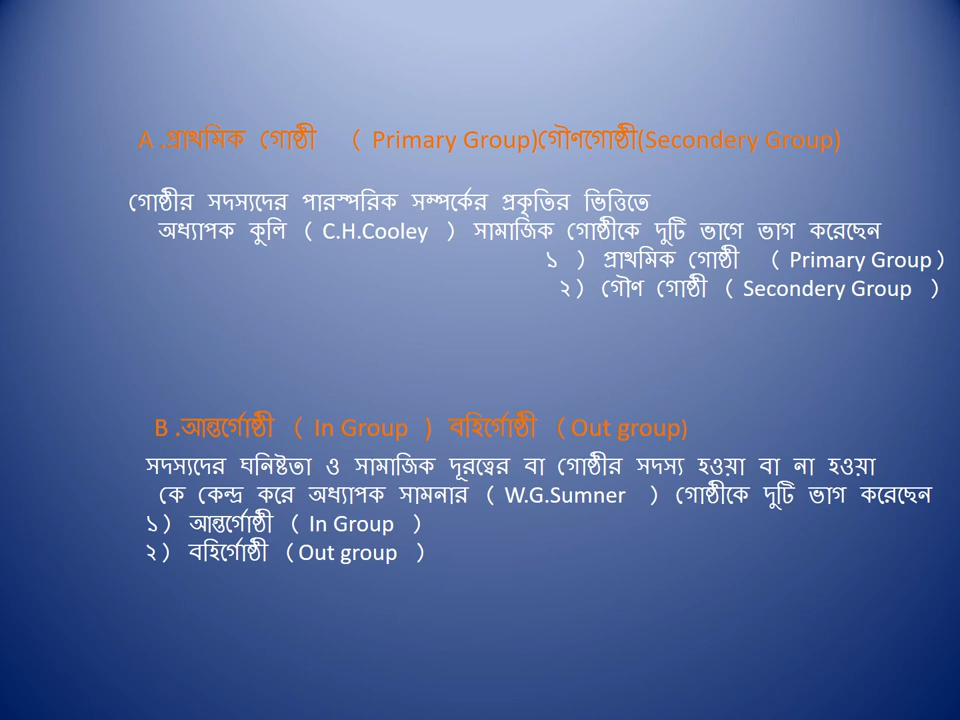 A .প্রাথমিক গোষ্ঠী ( Primary Group)গৌণগোষ্ঠী(Secondery Group)
গোষ্ঠীর সদস্যদের পারস্পরিক সম্পর্কের প্রকৃতির ভিত্তিতে
অধ্যাপক কুলি ( C.H.Cooley ) সামাজিক গোষ্ঠীকে দুটি ভাগে ভাগ করেছেন
১ ) প্রাথমিক গোষ্ঠী ( Primary Group )
২ ) গৌণ গোষ্ঠী ( Secondery Group )
B .আন্তর্গোষ্ঠী ( In Group ) বহির্গোষ্ঠী ( Out group)
সদস্যদের ঘনিষ্টতা ও সামাজিক দূরত্বের বা গোষ্ঠীর সদস্য হওয়া বা না হওয়া
কে কেন্দ্র করে অধ্যাপক সামনার ( W.G.Sumner ) গোষ্ঠীকে দুটি ভাগ করেছেন
১ ) আন্তর্গোষ্ঠী ( In Group )
২ ) বহির্গোষ্ঠী ( Out group )